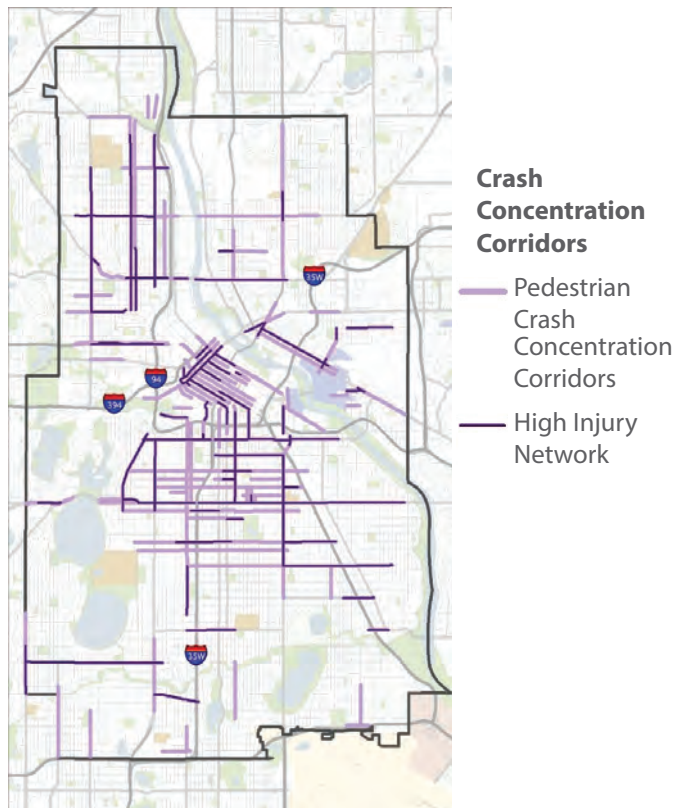 35W
94
394
35W
Crash
Concentration
Corridors
Pedestrian
Crash
Concentration
Corridors
High Injury
Network